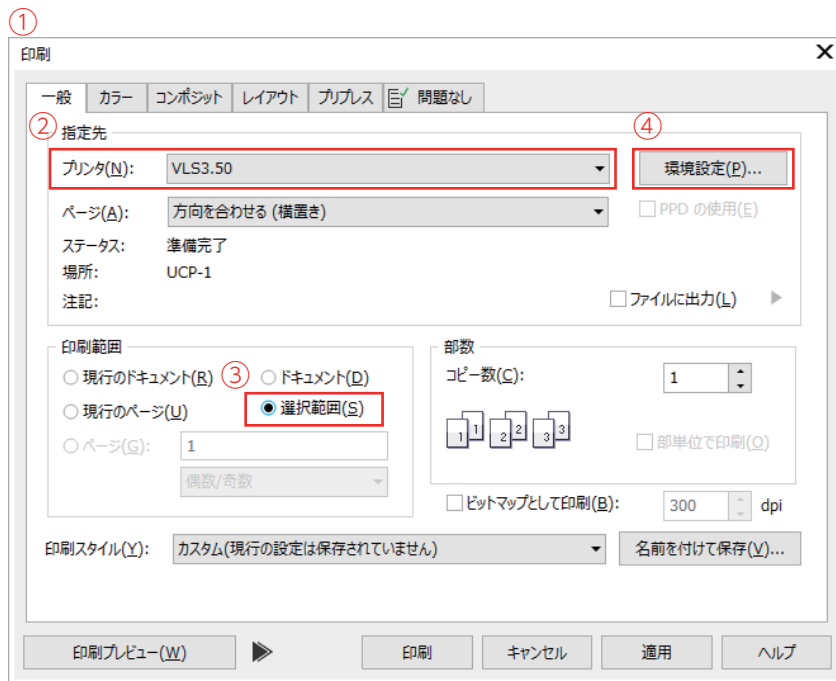 ①
印刷
一般 カラー コンポジット レイアウト プリプレス 問題なし
② 指定先 ④
プリンタ(N): VLS3.50 環境設定(P)...
ページ(A): 方向を合わせる (横置き) PPD の使用(E)
ステータス: 準備完了
場所: UCP-1
注記: ファイルに出力(L)
印刷範囲
現行のドキュメント(R) ③ ドキュメント(D)
現行のページ(U) 選択範囲(S)
ページ(G): 1
偶数/奇数
部数
コピー数(C): 1
1 1 2 2 3 3
部単位で印刷(O)
ビットマップとして印刷(B): 300 dpi
印刷スタイル(Y): カスタム(現行の設定は保存されていません) 名前を付けて保存(V)...
印刷プレビュー(W) 印刷 キャンセル 適用 ヘルプ